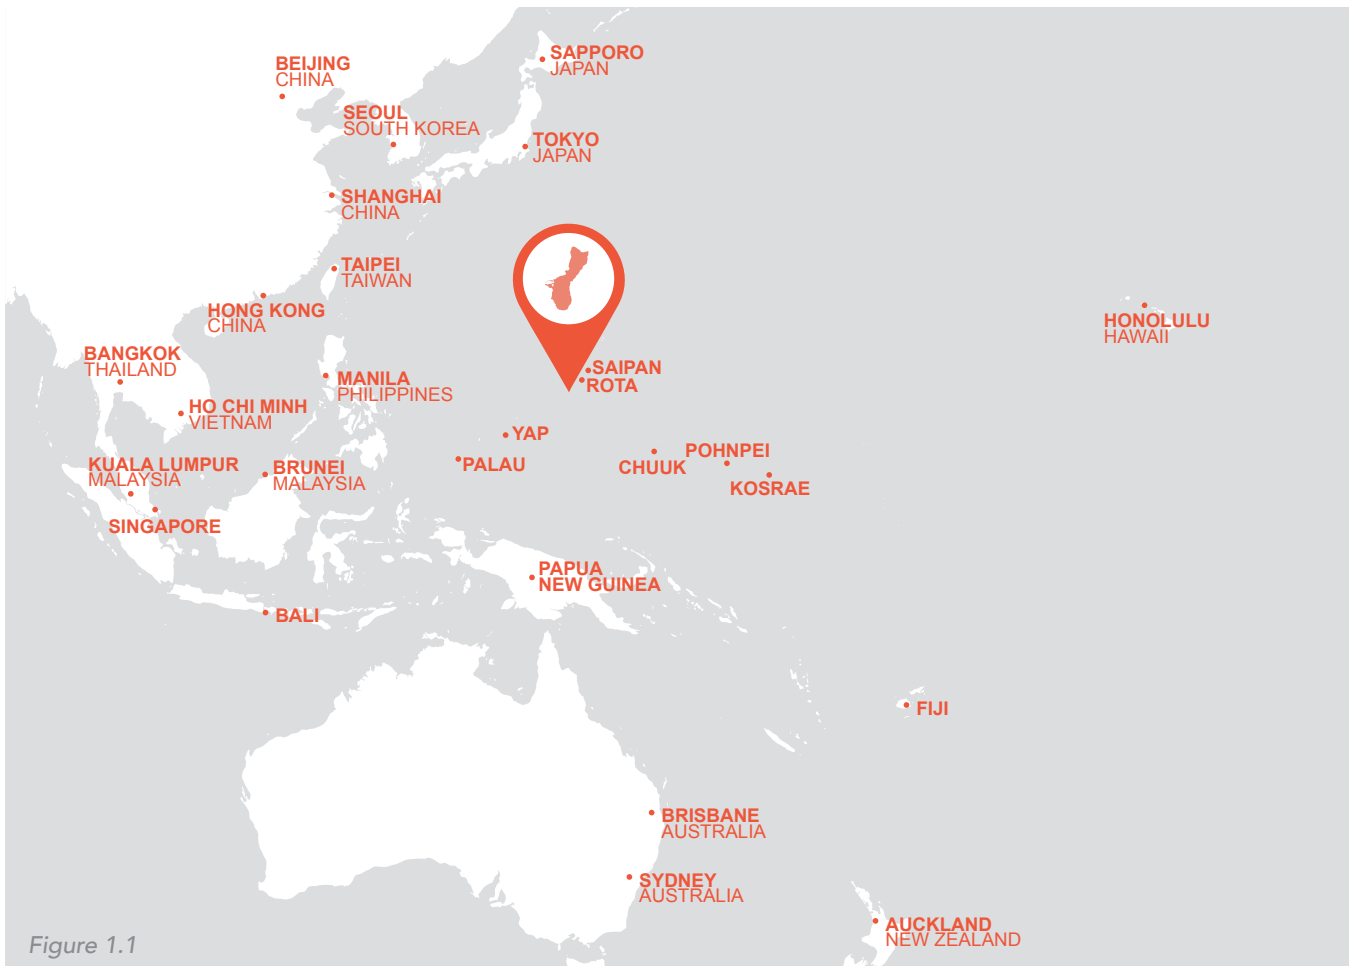 SAPPORO
JAPAN
BEIJING
CHINA
SEOUL
SOUTH KOREA
TOKYO
JAPAN
SHANGHAI
CHINA
TAIPEI
TAIWAN
HONG KONG
CHINA
HONOLULU
HAWAII
BANGKOK
THAILAND
SAIPAN
ROTA
MANILA
PHILIPPINES
HO CHI MINH
VIETNAM
YAP
PALAU
CHUUK
POHNPEI
KOSRAE
KUALA LUMPUR
MALAYSIA
BRUNEI
MALAYSIA
SINGAPORE
PAPUA
NEW GUINEA
BALI
FIJI
BRISBANE
AUSTRALIA
SYDNEY
AUSTRALIA
AUCKLAND
NEW ZEALAND
Figure 1.1